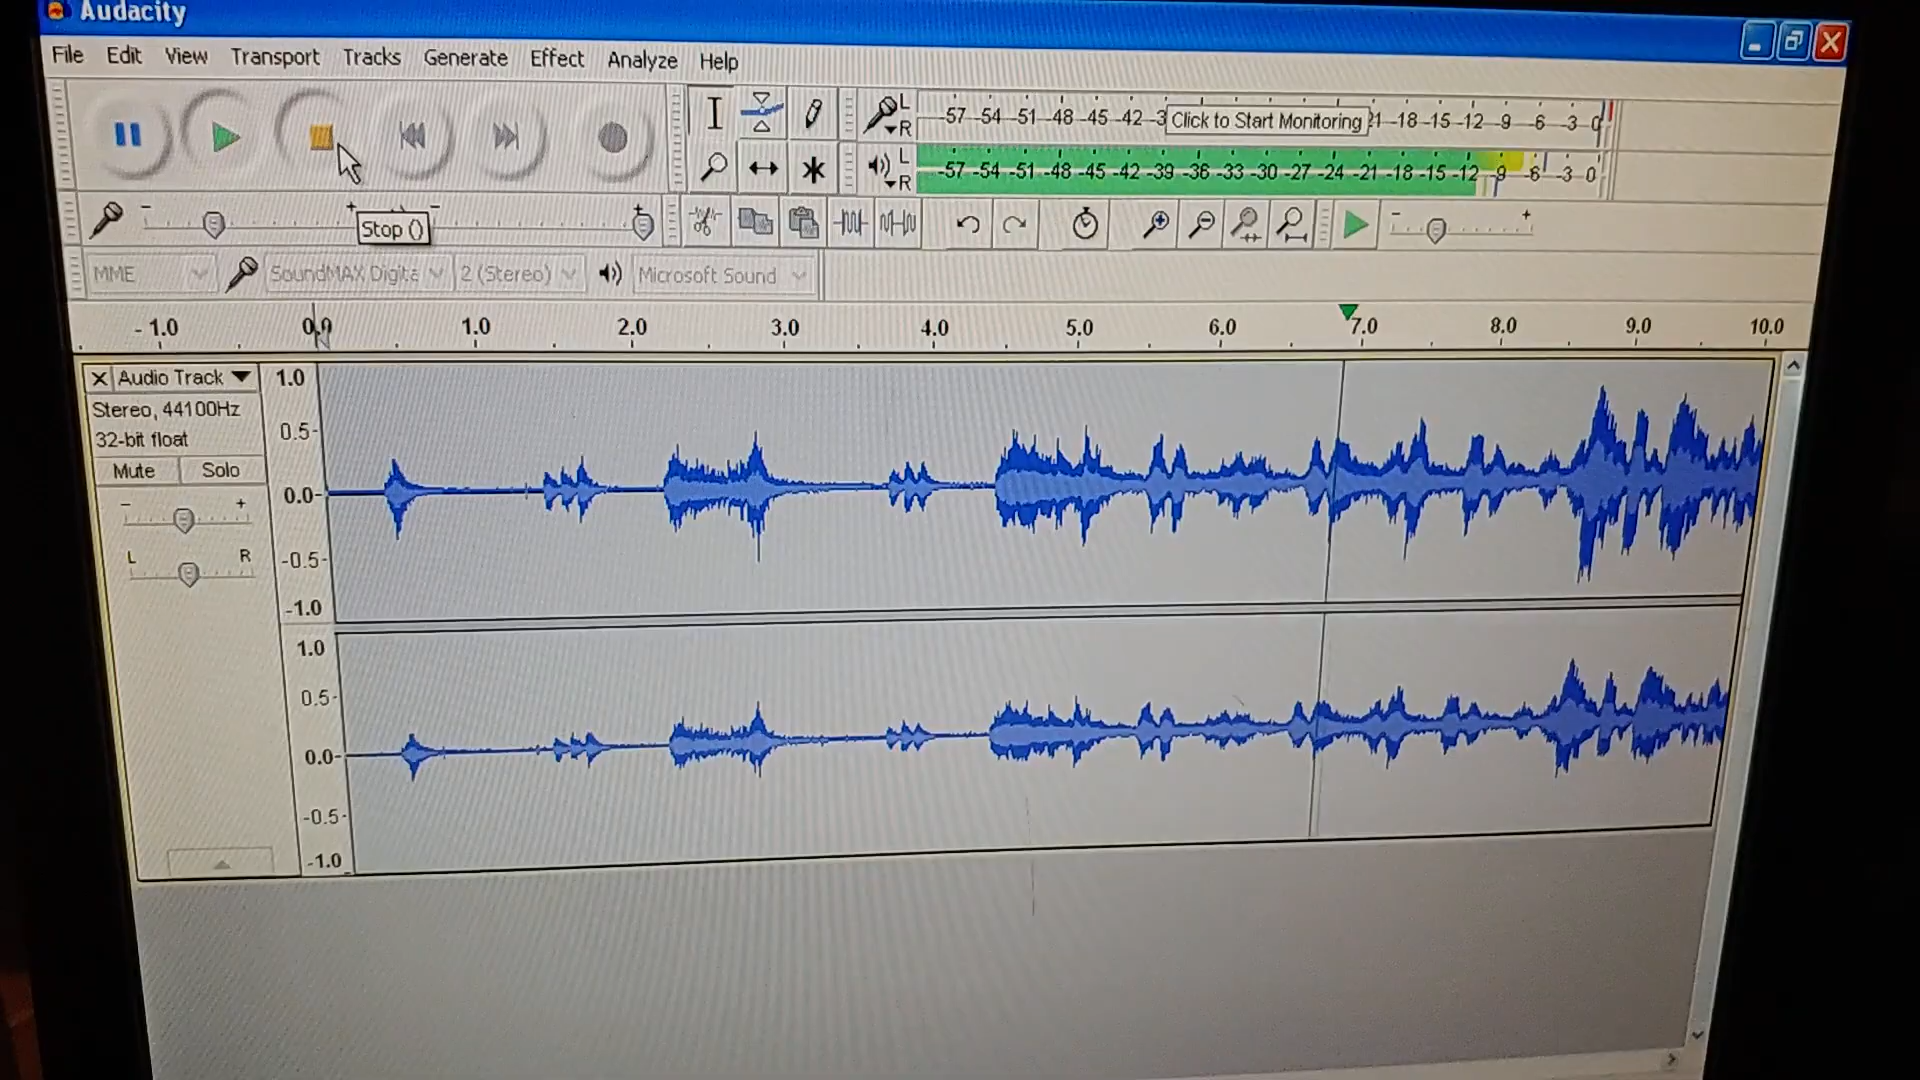 Audacity
File Edit View Transport Tracks Generate Effect Analyze Help
L
R
-57 -54 -51 -48 -45 -42 -3 Click to Start Monitoring 21 -18 -15 -12 -9 -6 -3 0
L
R
-57 -54 -51 -48 -45 -42 -39 -36 -33 -30 -27 -24 -21 -18 -15 -12 -9 -6 -3 0
Stop ()
MME SoundMAX Digita 2 (Stereo) Microsoft Sound
-1.0 0.0 1.0 2.0 3.0 4.0 5.0 6.0 7.0 8.0 9.0 10.0
Audio Track
Stereo, 44100Hz
32-bit float
Mute Solo
L R
1.0
0.5
0.0
-0.5
-1.0
1.0
0.5
0.0
-0.5
-1.0